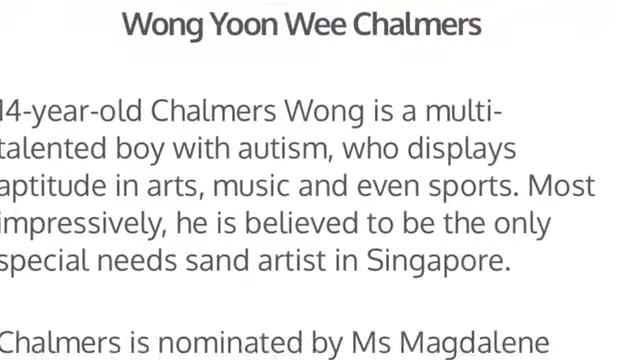 Wong Yoon Wee Chalmers
14-year-old Chalmers Wong is a multi-
talented boy with autism, who displays
aptitude in arts, music and even sports. Most
impressively, he is believed to be the only
special needs sand artist in Singapore.
Chalmers is nominated by Ms Magdalene